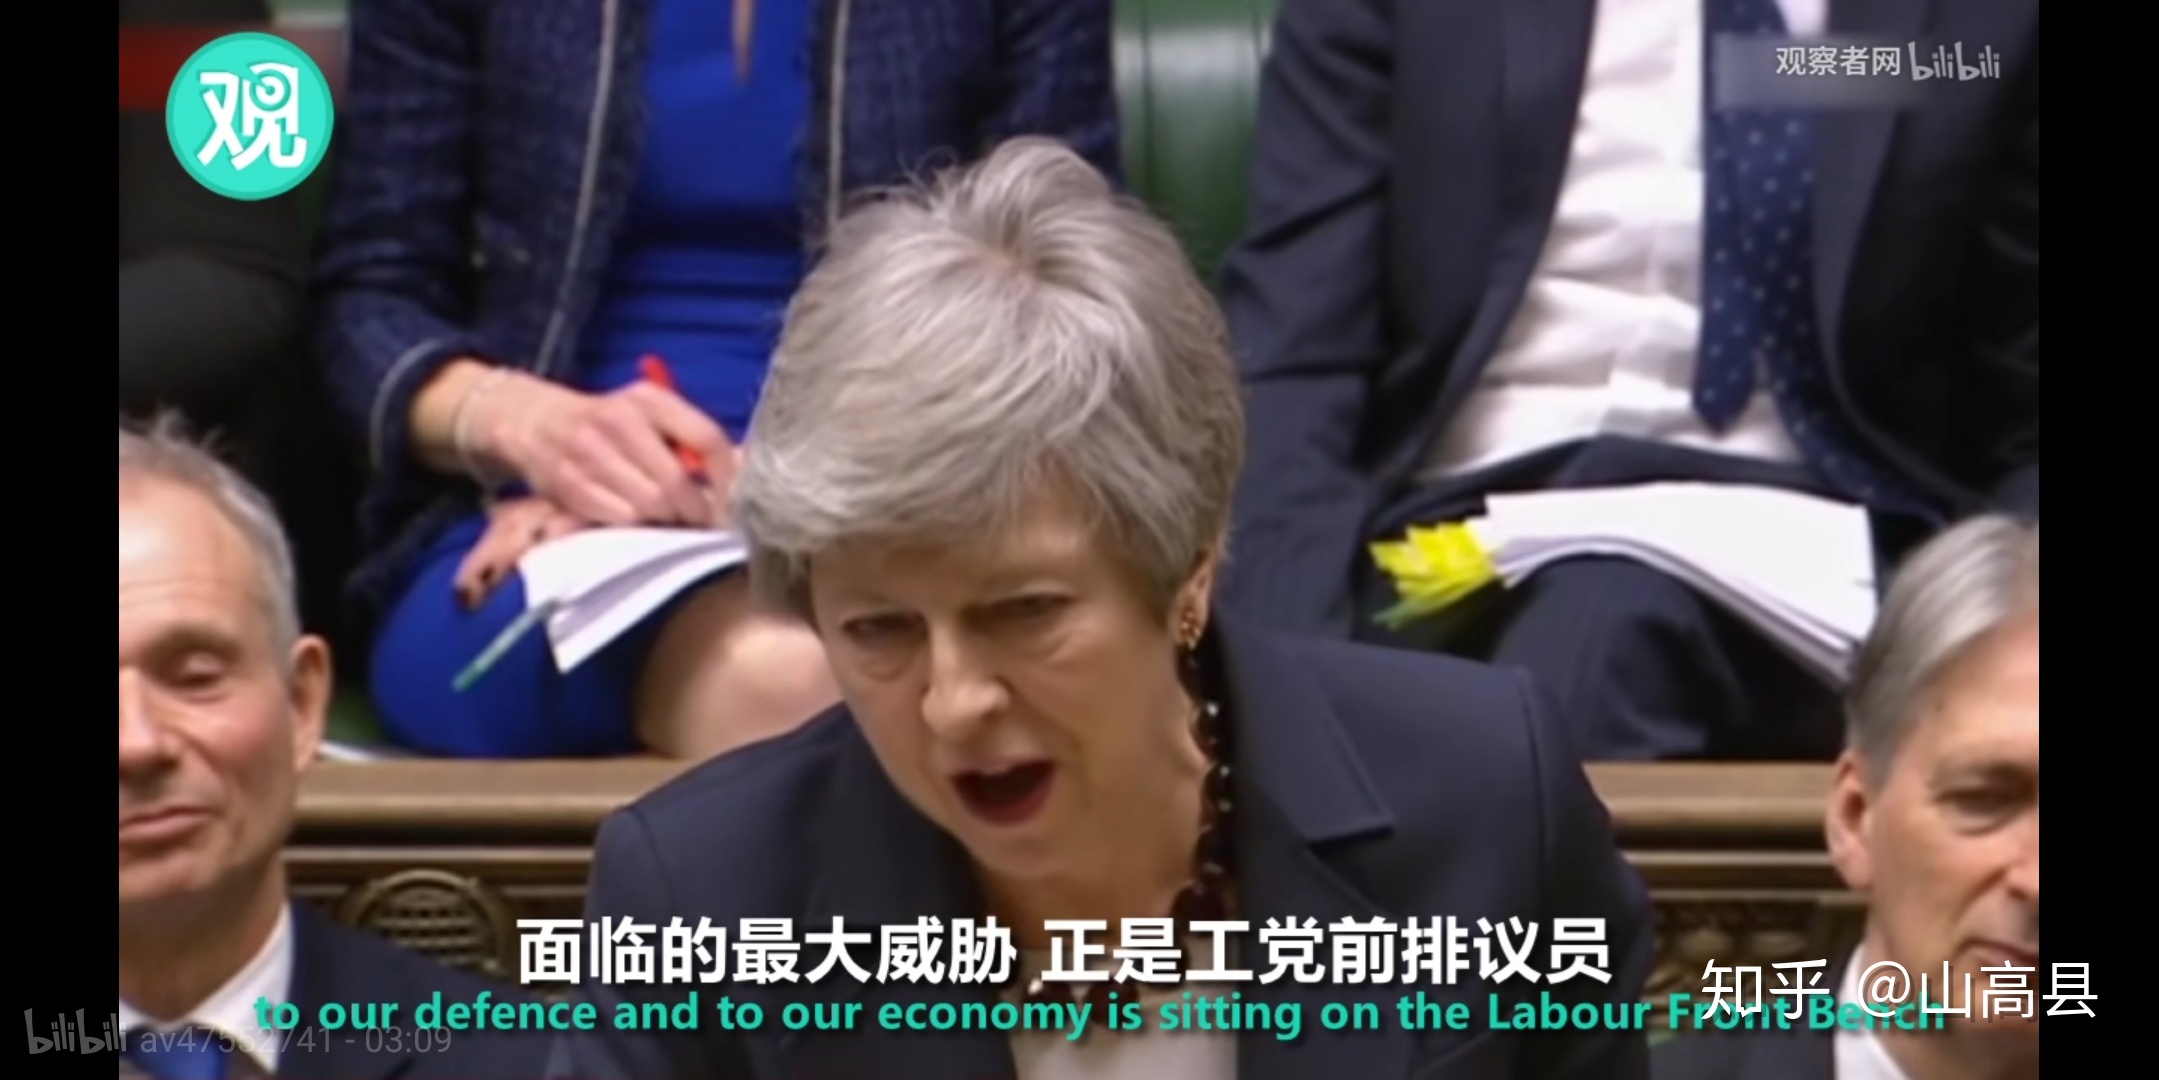 观
观察者网 bilibili
面临的最大威胁 正是工党前排议员
to our defence and to our economy is sitting on the Labour Front Bench
知乎 @山高县
bilibili av47552741 - 03:09